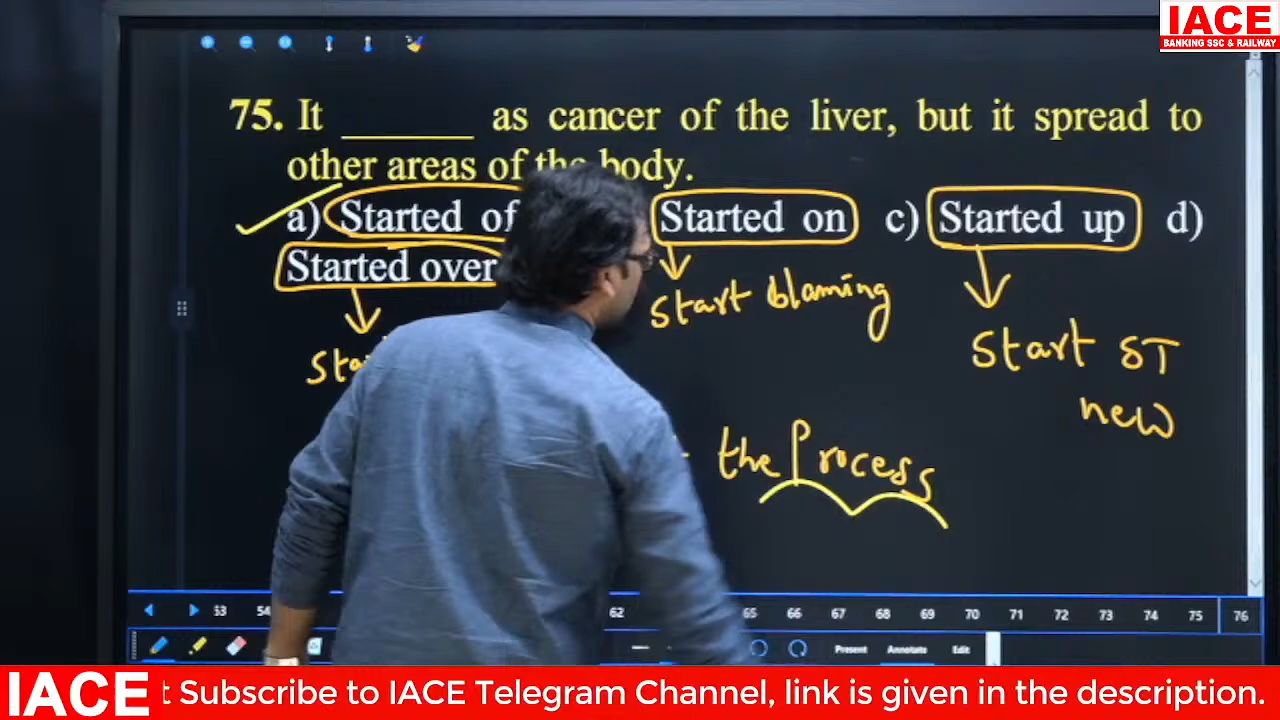 IACE
BANKING SSC & RAILWAY
75. It ______ as cancer of the liver, but it spread to
other areas of the body.
a) Started of
Started on c) Started up d)
Started over
Start blaming
Start ST
new
the Process
53 54 62 65 66 67 68 69 70 71 72 73 74 75 76
Present Annotate Edit
IACE t Subscribe to IACE Telegram Channel, link is given in the description.